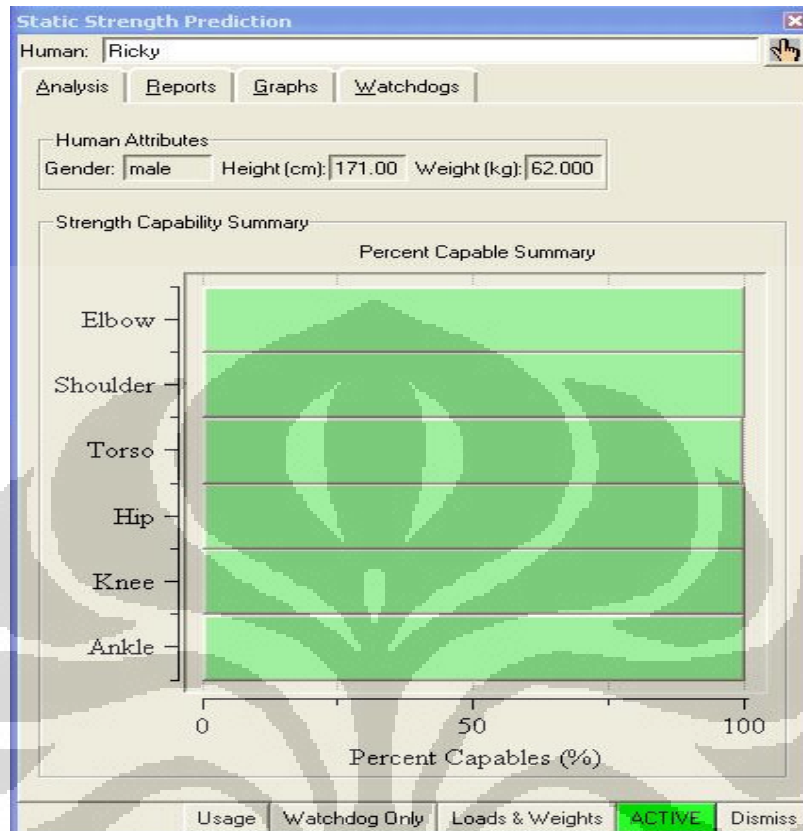 Static Strength Prediction
Human: Ricky
Analysis Reports Graphs Watchdogs
Human Attributes
Gender: male Height (cm): 171.00 Weight (kg): 62.000
Strength Capability Summary
Percent Capable Summary
Elbow
Shoulder
Torso
Hip
Knee
Ankle
0 50 100
Percent Capables (%)
Usage Watchdog Only Loads & Weights ACTIVE Dismiss